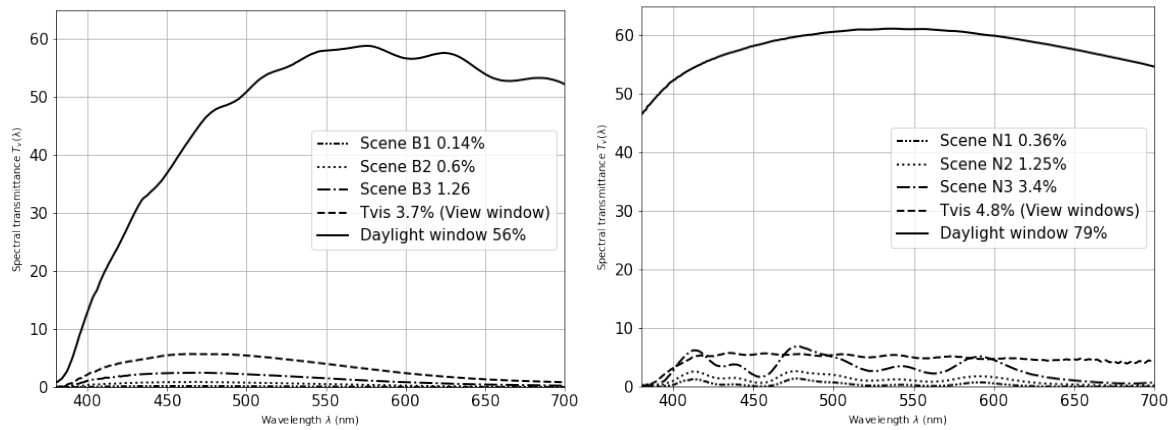 60
50
40
30
20
10
0
400
450
500
550
600
650
700
Spectral transmittance Tᵥ(λ)
Wavelength λ (nm)
Scene B1 0.14%
Scene B2 0.6%
Scene B3 1.26
Tvis 3.7% (View window)
Daylight window 56%
60
50
40
30
20
10
0
400
450
500
550
600
650
700
Spectral transmittance Tᵥ(λ)
Wavelength λ (nm)
Scene N1 0.36%
Scene N2 1.25%
Scene N3 3.4%
Tvis 4.8% (View windows)
Daylight window 79%